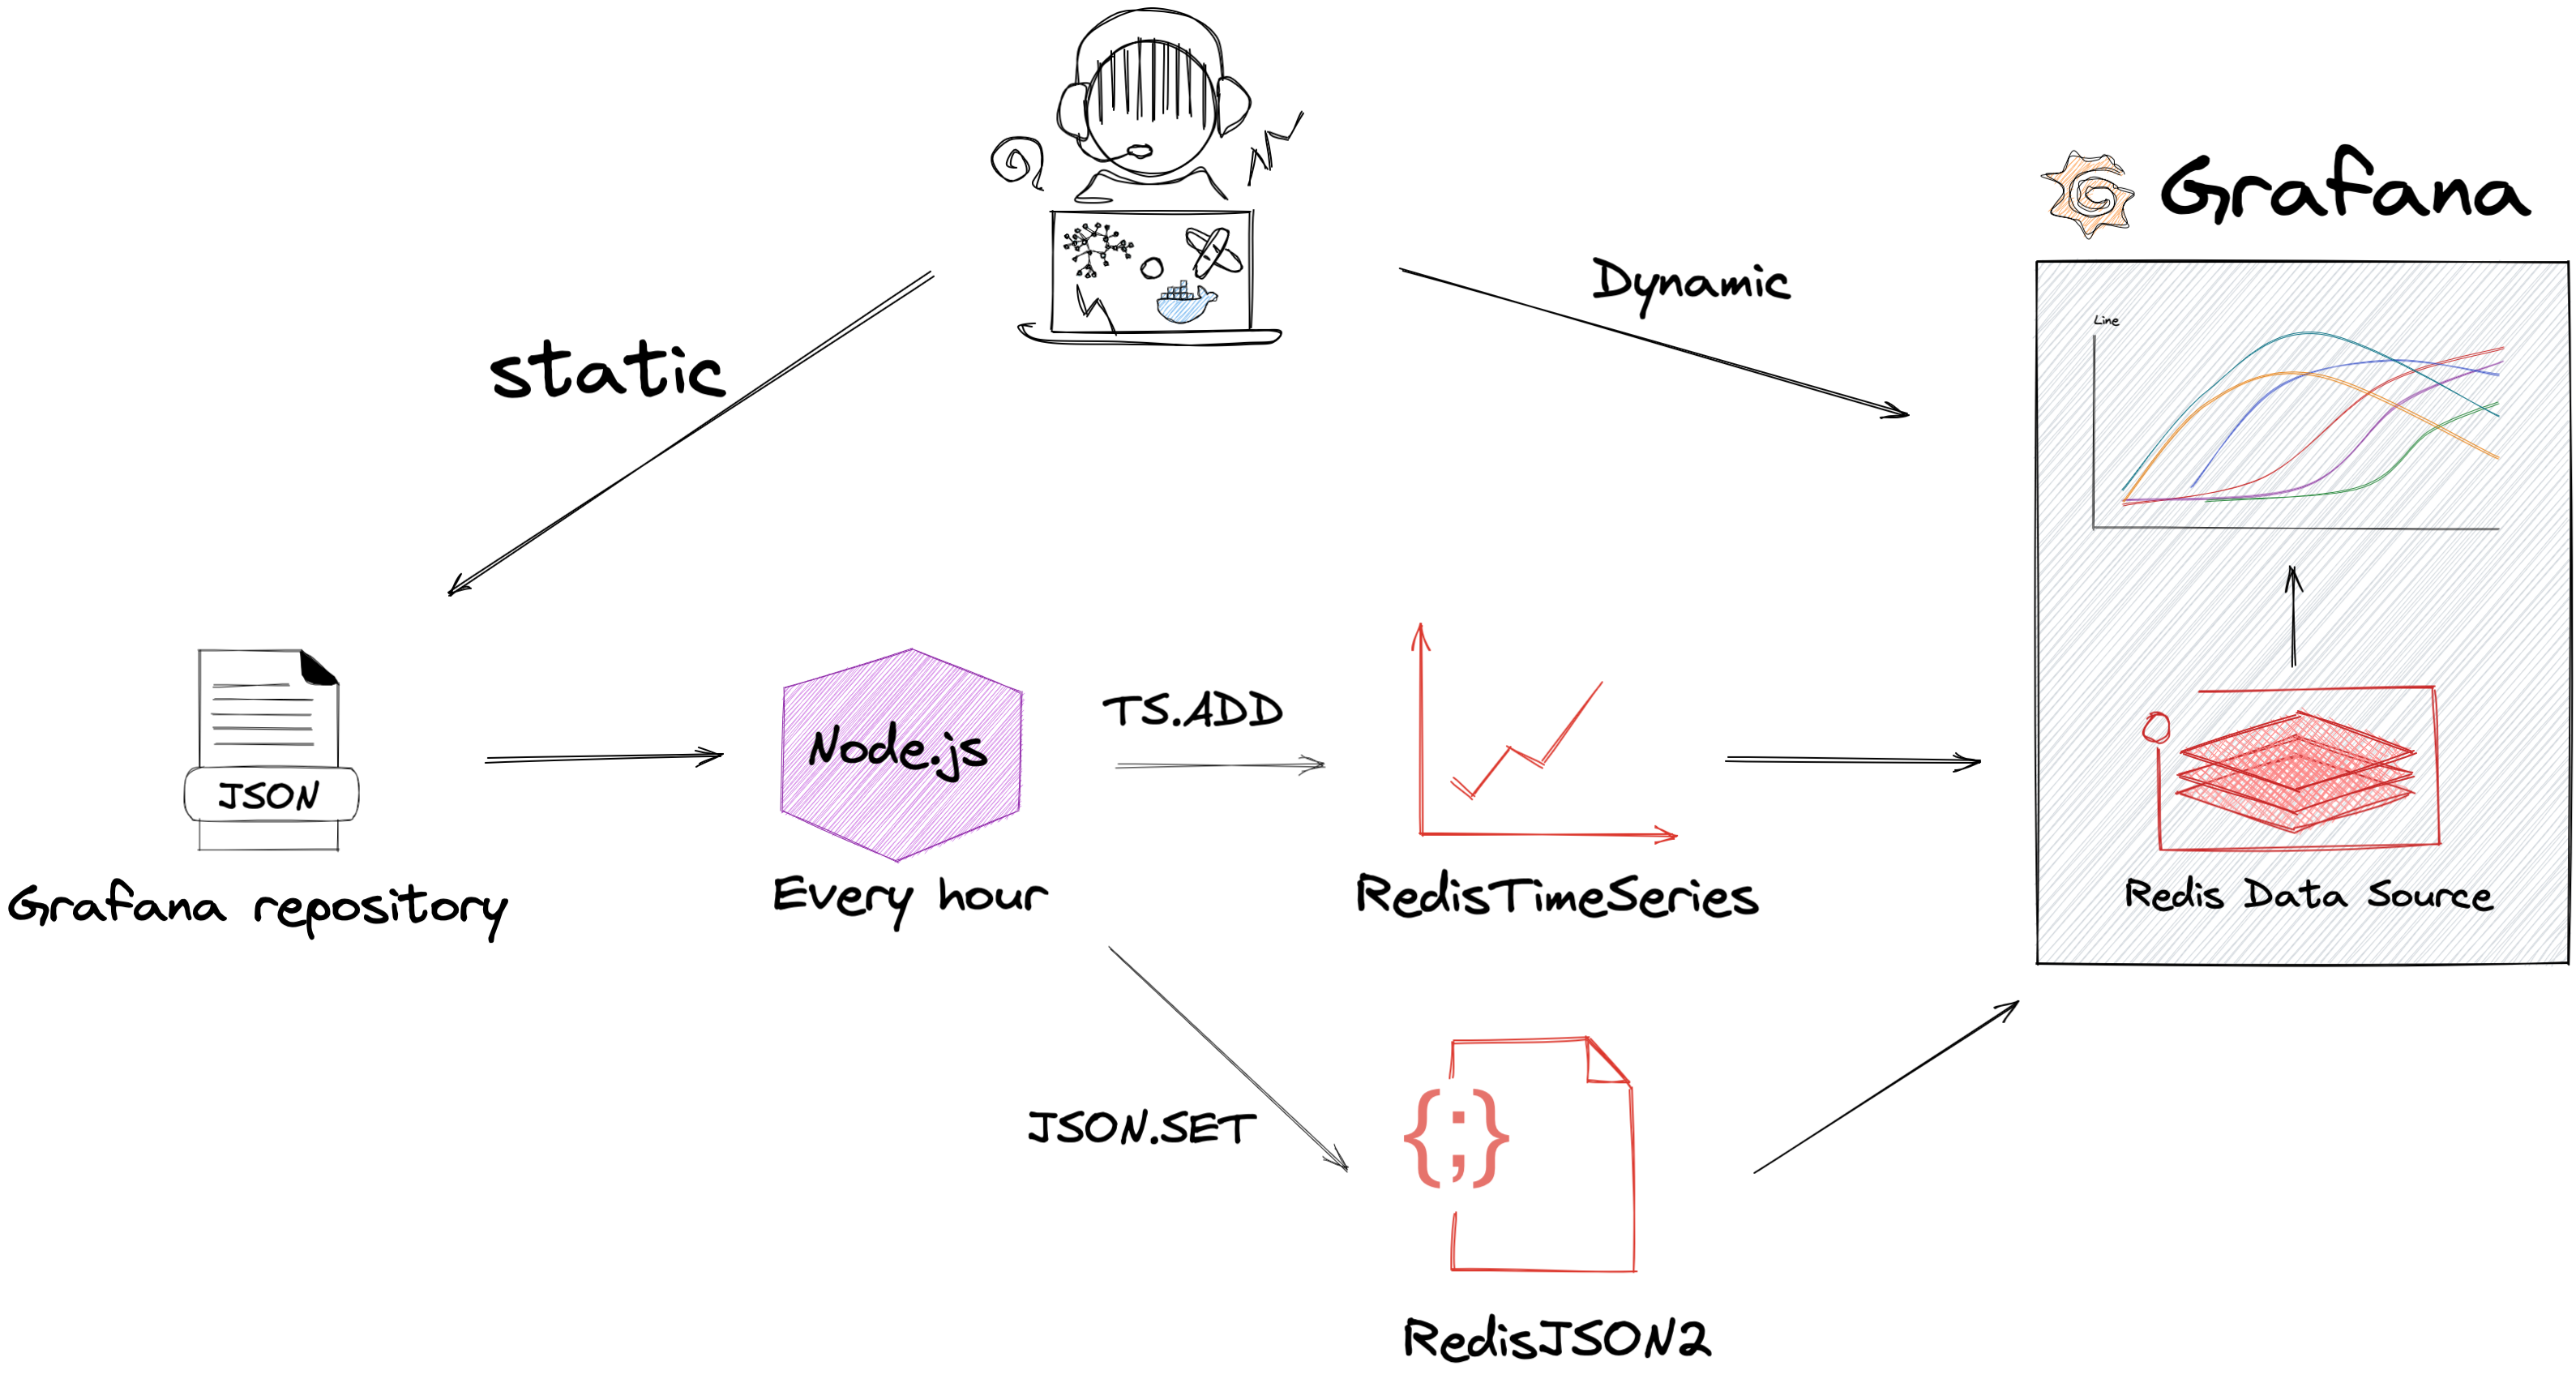 Grafana
Dynamic
static
Line
TS.ADD
Node.js
JSON
Every hour
RedisTimeSeries
Redis Data Source
Grafana repository
JSON.SET
{;}
RedisJSON2